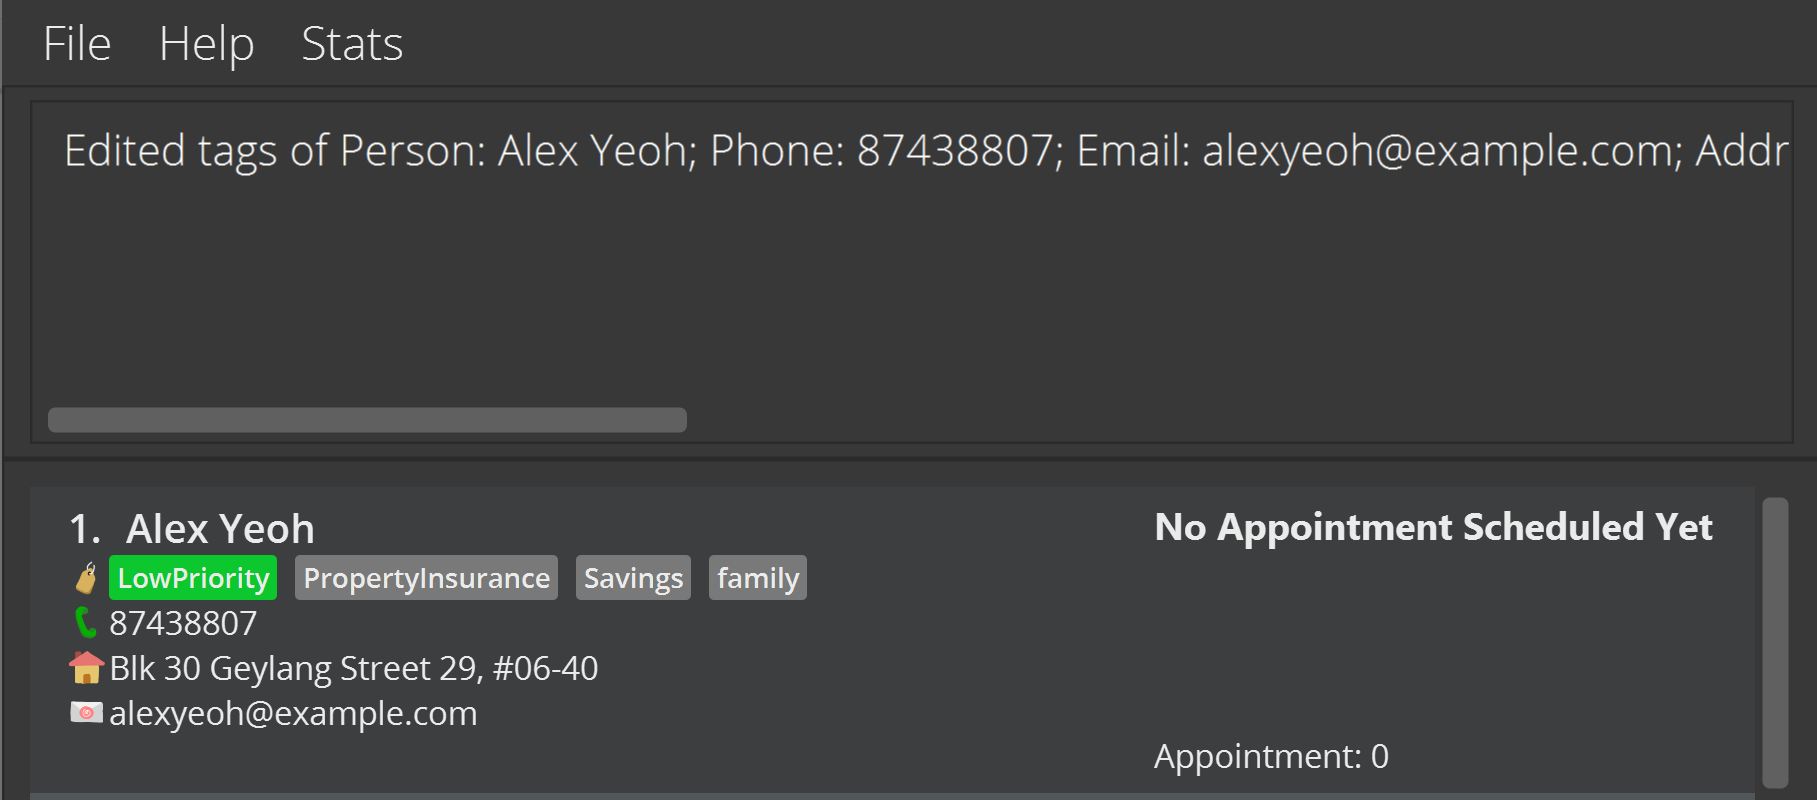 File Help Stats
Edited tags of Person: Alex Yeoh; Phone: 87438807; Email: alexyeoh@example.com; Addr
1. Alex Yeoh
No Appointment Scheduled Yet
LowPriority PropertyInsurance Savings family
87438807
Blk 30 Geylang Street 29, #06-40
alexyeoh@example.com
Appointment: 0